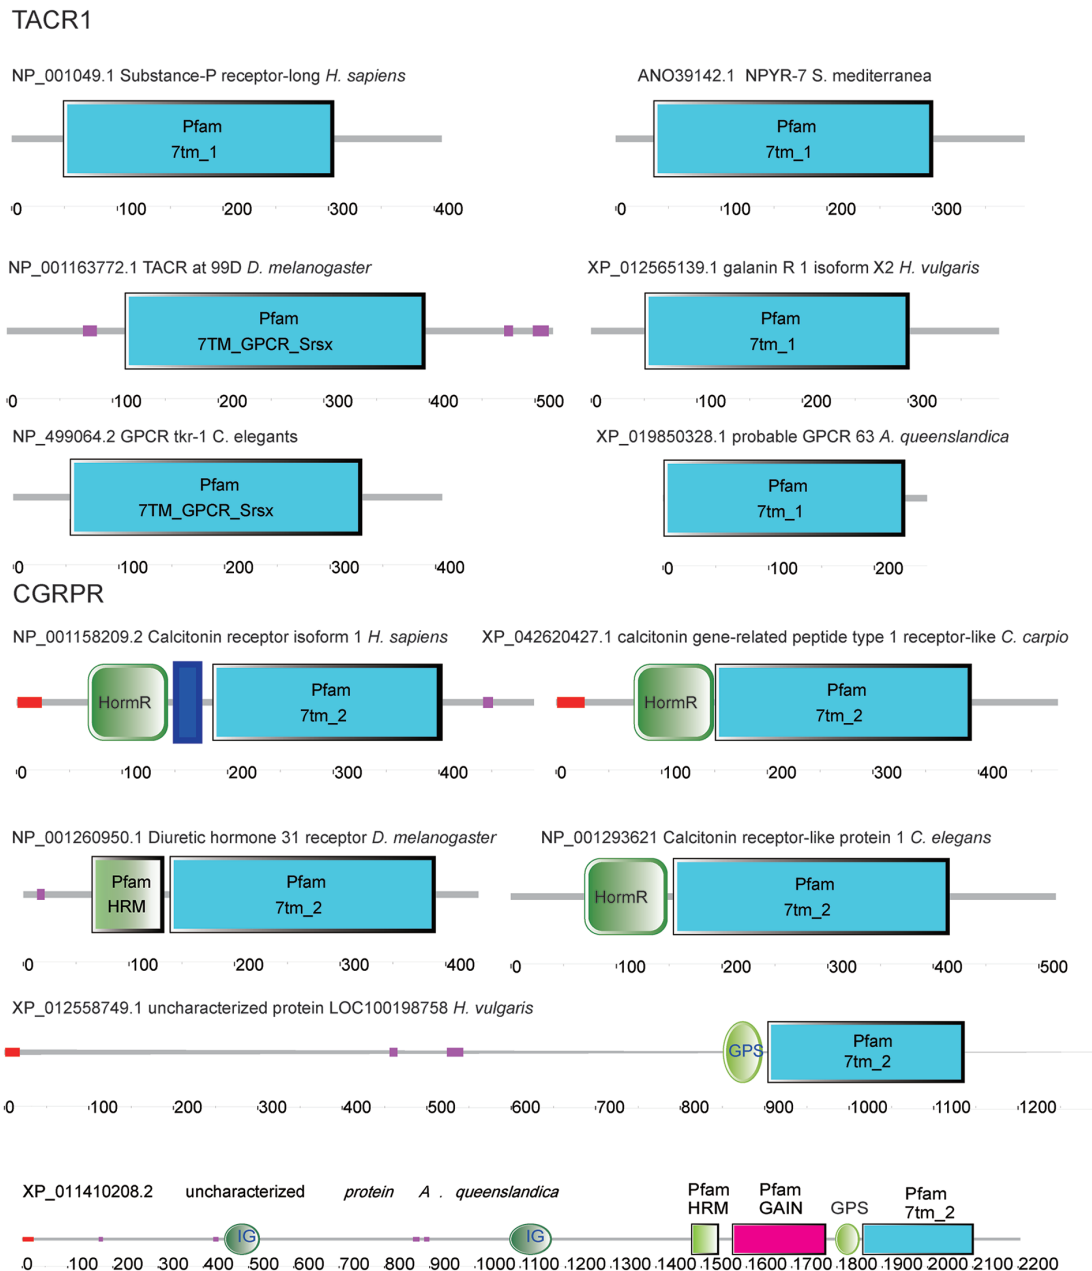 TACR1
NP_001049.1 Substance-P receptor-long H. sapiens
ANO39142.1 NPYR-7 S. mediterranea
Pfam
7tm_1
Pfam
7tm_1
0 100 200 300 400
0 100 200 300
NP_001163772.1 TACR at 99D D. melanogaster
XP_012565139.1 galanin R 1 isoform X2 H. vulgaris
Pfam
7TM_GPCR_Srsx
Pfam
7tm_1
0 100 200 300 400 500
0 100 200 300
NP_499064.2 GPCR tkr-1 C. elegants
XP_019850328.1 probable GPCR 63 A. queenslandica
Pfam
7TM_GPCR_Srsx
Pfam
7tm_1
0 100 200 300 400
0 100 200
CGRPR
NP_001158209.2 Calcitonin receptor isoform 1 H. sapiens
XP_042620427.1 calcitonin gene-related peptide type 1 receptor-like C. carpio
HormR
Pfam
7tm_2
HormR
Pfam
7tm_2
0 100 200 300 400
0 100 200 300 400
NP_001260950.1 Diuretic hormone 31 receptor D. melanogaster
NP_001293621 Calcitonin receptor-like protein 1 C. elegans
Pfam
HRM
Pfam
7tm_2
HormR
Pfam
7tm_2
0 100 200 300 400
0 100 200 300 400 500
XP_012558749.1 uncharacterized protein LOC100198758 H. vulgaris
GPS
Pfam
7tm_2
0 100 200 300 400 500 600 700 800 900 1000 1100 1200
XP_011410208.2 uncharacterized protein A . queenslandica
IG
IG
Pfam
HRM
Pfam
GAIN
GPS
Pfam
7tm_2
0 100 200 300 400 500 600 700 800 900 1000 1100 1200 1300 1400 1500 1600 1700 1800 1900 2000 2100 2200